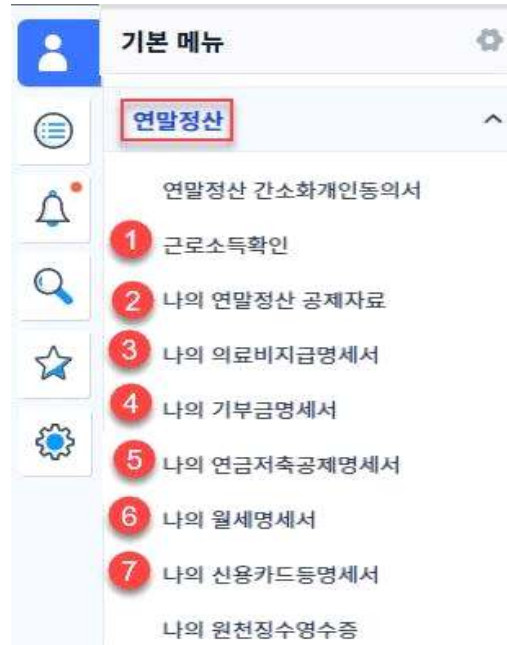 기본 메뉴
연말정산
연말정산 간소화개인동의서
1 근로소득확인
2 나의 연말정산 공제자료
3 나의 의료비지급명세서
4 나의 기부금명세서
5 나의 연금저축공제명세서
6 나의 월세명세서
7 나의 신용카드등명세서
나의 원천징수영수증